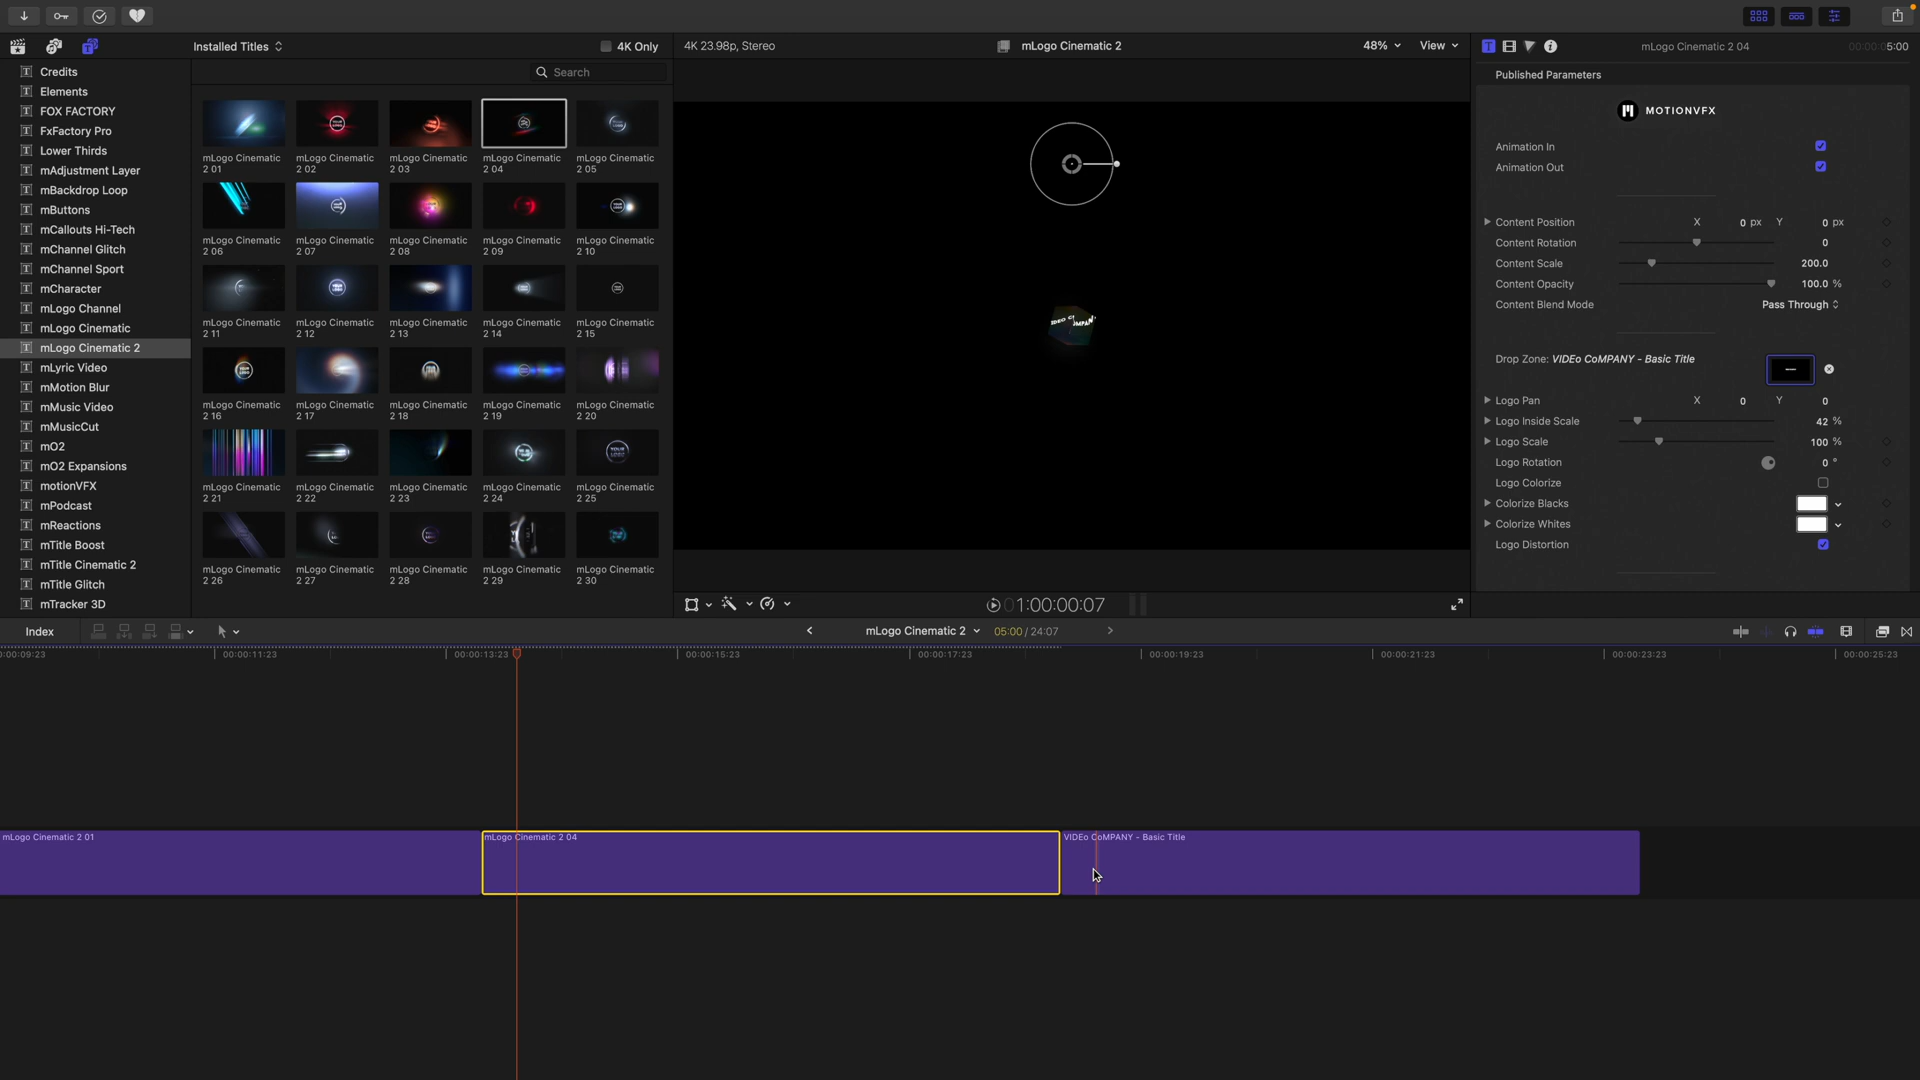 Installed Titles
4K Only
4K 23.98p, Stereo
mLogo Cinematic 2
48%
View
mLogo Cinematic 2 04
5:00
Search
Credits
Elements
FOX FACTORY
FxFactory Pro
Lower Thirds
mAdjustment Layer
mBackdrop Loop
mButtons
mCallouts Hi-Tech
mChannel Glitch
mChannel Sport
mCharacter
mLogo Channel
mLogo Cinematic
mLogo Cinematic 2
mLyric Video
mMotion Blur
mMusic Video
mMusicCut
mO2
mO2 Expansions
motionVFX
mPodcast
mReactions
mTitle Boost
mTitle Cinematic 2
mTitle Glitch
mTracker 3D
mLogo Cinematic 2 01
mLogo Cinematic 2 02
mLogo Cinematic 2 03
mLogo Cinematic 2 04
mLogo Cinematic 2 05
mLogo Cinematic 2 06
mLogo Cinematic 2 07
mLogo Cinematic 2 08
mLogo Cinematic 2 09
mLogo Cinematic 2 10
mLogo Cinematic 2 11
mLogo Cinematic 2 12
mLogo Cinematic 2 13
mLogo Cinematic 2 14
mLogo Cinematic 2 15
mLogo Cinematic 2 16
mLogo Cinematic 2 17
mLogo Cinematic 2 18
mLogo Cinematic 2 19
mLogo Cinematic 2 20
mLogo Cinematic 2 21
mLogo Cinematic 2 22
mLogo Cinematic 2 23
mLogo Cinematic 2 24
mLogo Cinematic 2 25
mLogo Cinematic 2 26
mLogo Cinematic 2 27
mLogo Cinematic 2 28
mLogo Cinematic 2 29
mLogo Cinematic 2 30
01:00:00:07
Published Parameters
MOTIONVFX
Animation In
Animation Out
Content Position X 0 px Y 0 px
Content Rotation 0
Content Scale 200.0
Content Opacity 100.0 %
Content Blend Mode Pass Through
Drop Zone: VIDEo CoMPANY - Basic Title
Logo Pan X 0 Y 0
Logo Inside Scale 42 %
Logo Scale 100 %
Logo Rotation 0 °
Logo Colorize
Colorize Blacks
Colorize Whites
Logo Distortion
Index
mLogo Cinematic 2
05:00 / 24:07
0:00:09:23
00:00:11:23
00:00:13:23
00:00:15:23
00:00:17:23
00:00:19:23
00:00:21:23
00:00:23:23
00:00:25:23
mLogo Cinematic 2 01
mLogo Cinematic 2 04
VIDEo CoMPANY - Basic Title